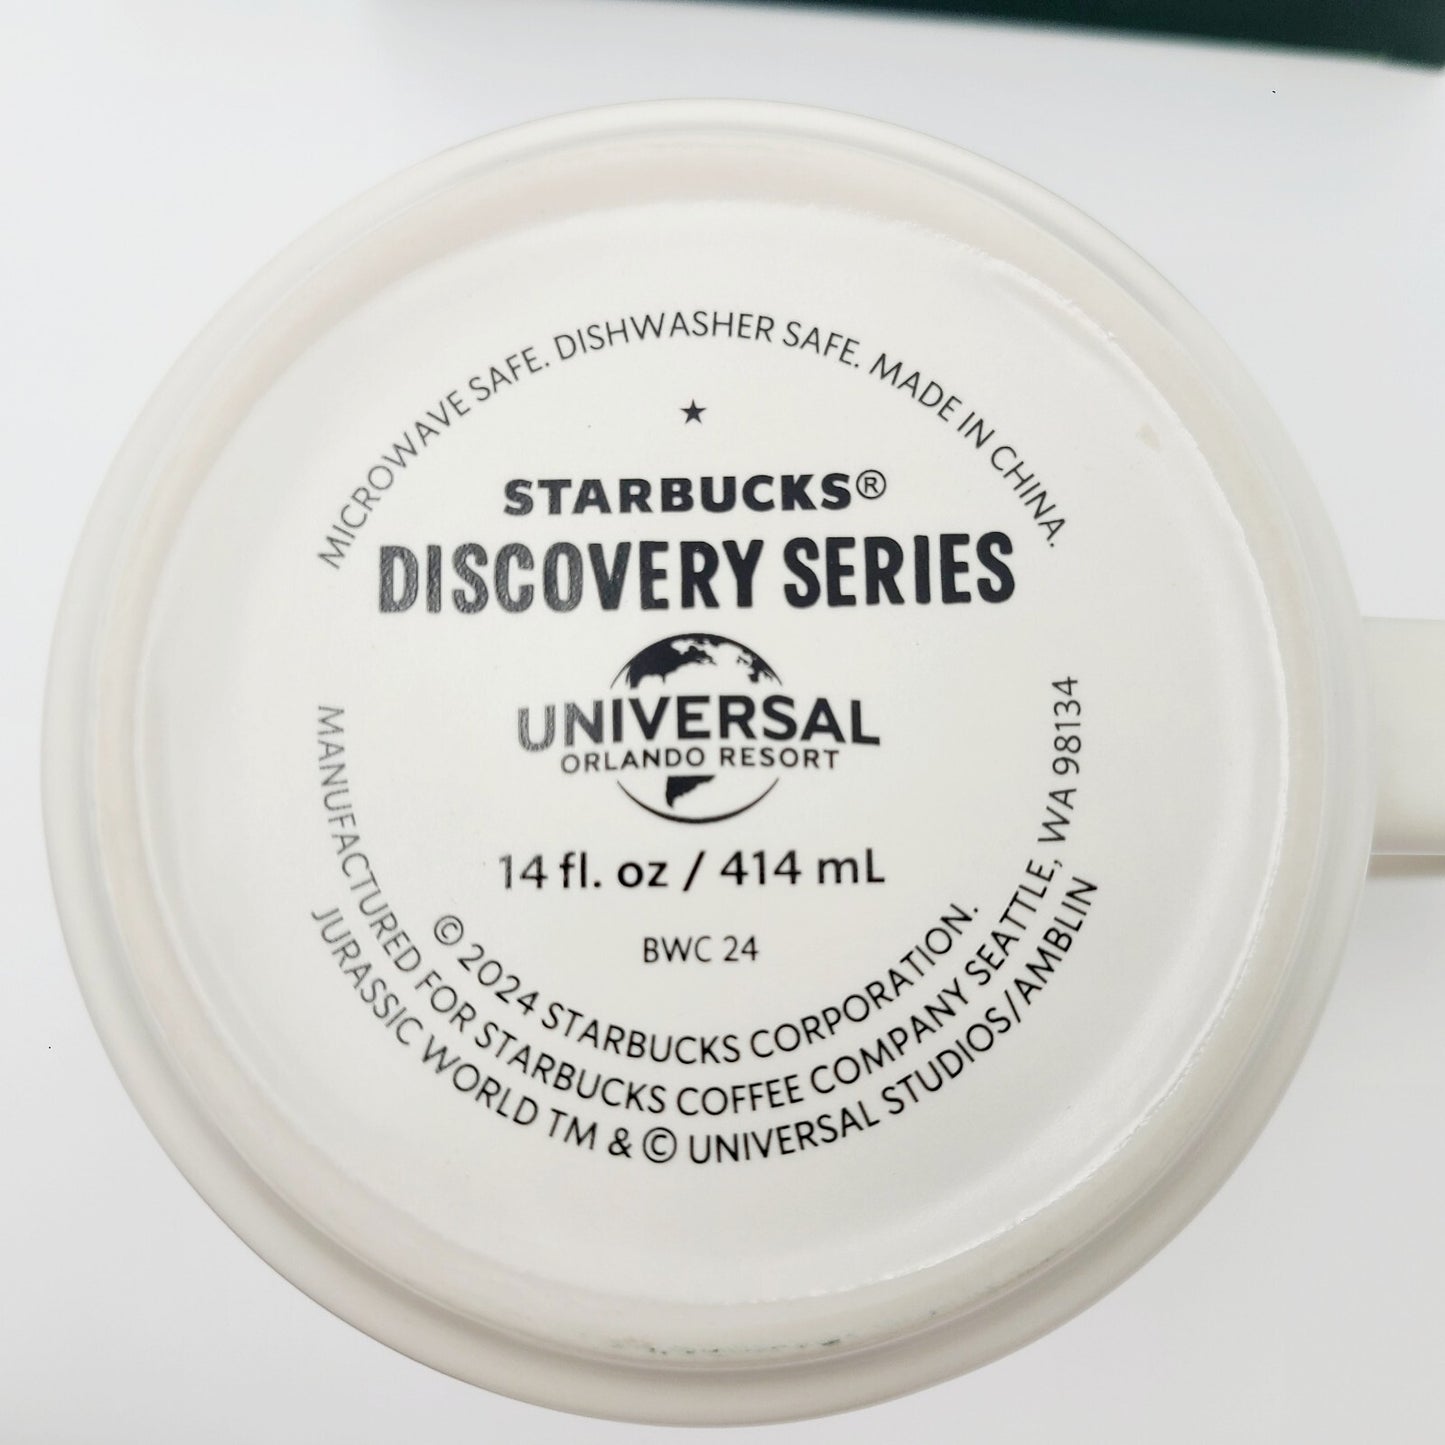 MICROWAVE SAFE. DISHWASHER SAFE. MADE IN CHINA.
STARBUCKS®
DISCOVERY SERIES
UNIVERSAL
ORLANDO RESORT
14 fl. oz / 414 mL
BWC 24
© 2024 STARBUCKS CORPORATION.
MANUFACTURED FOR STARBUCKS COFFEE COMPANY SEATTLE, WA 98134
JURASSIC WORLD TM & © UNIVERSAL STUDIOS/AMBLIN